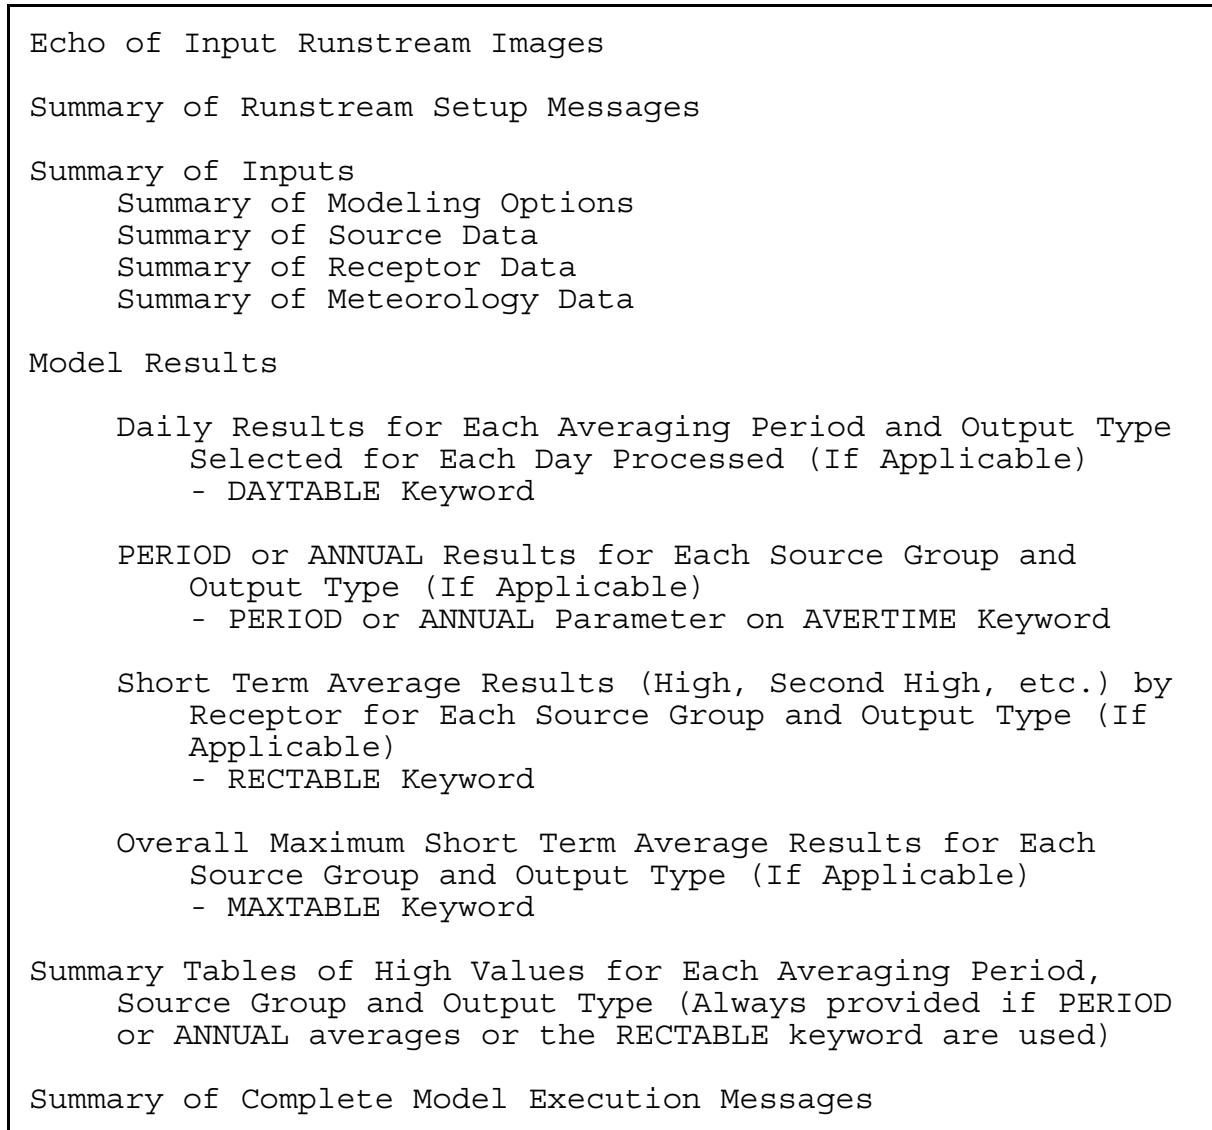 Echo of Input Runstream Images
Summary of Runstream Setup Messages
Summary of Inputs
Summary of Modeling Options
Summary of Source Data
Summary of Receptor Data
Summary of Meteorology Data
Model Results
Daily Results for Each Averaging Period and Output Type
Selected for Each Day Processed (If Applicable)
- DAYTABLE Keyword
PERIOD or ANNUAL Results for Each Source Group and
Output Type (If Applicable)
- PERIOD or ANNUAL Parameter on AVERTIME Keyword
Short Term Average Results (High, Second High, etc.) by
Receptor for Each Source Group and Output Type (If
Applicable)
- RECTABLE Keyword
Overall Maximum Short Term Average Results for Each
Source Group and Output Type (If Applicable)
- MAXTABLE Keyword
Summary Tables of High Values for Each Averaging Period,
Source Group and Output Type (Always provided if PERIOD
or ANNUAL averages or the RECTABLE keyword are used)
Summary of Complete Model Execution Messages